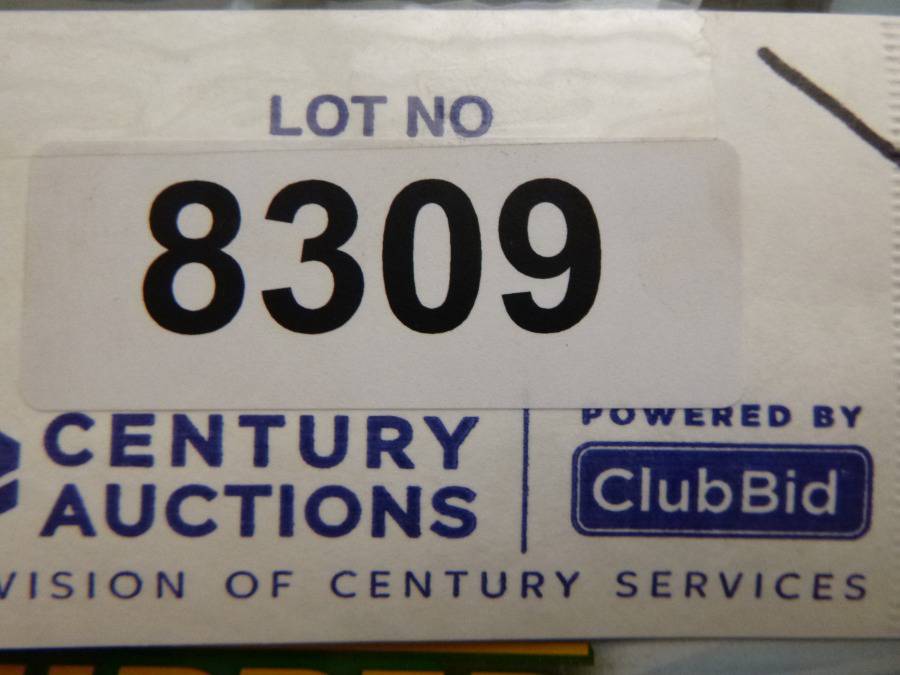 LOT NO
8309
CENTURY
AUCTIONS
POWERED BY
ClubBid
VISION OF CENTURY SERVICES